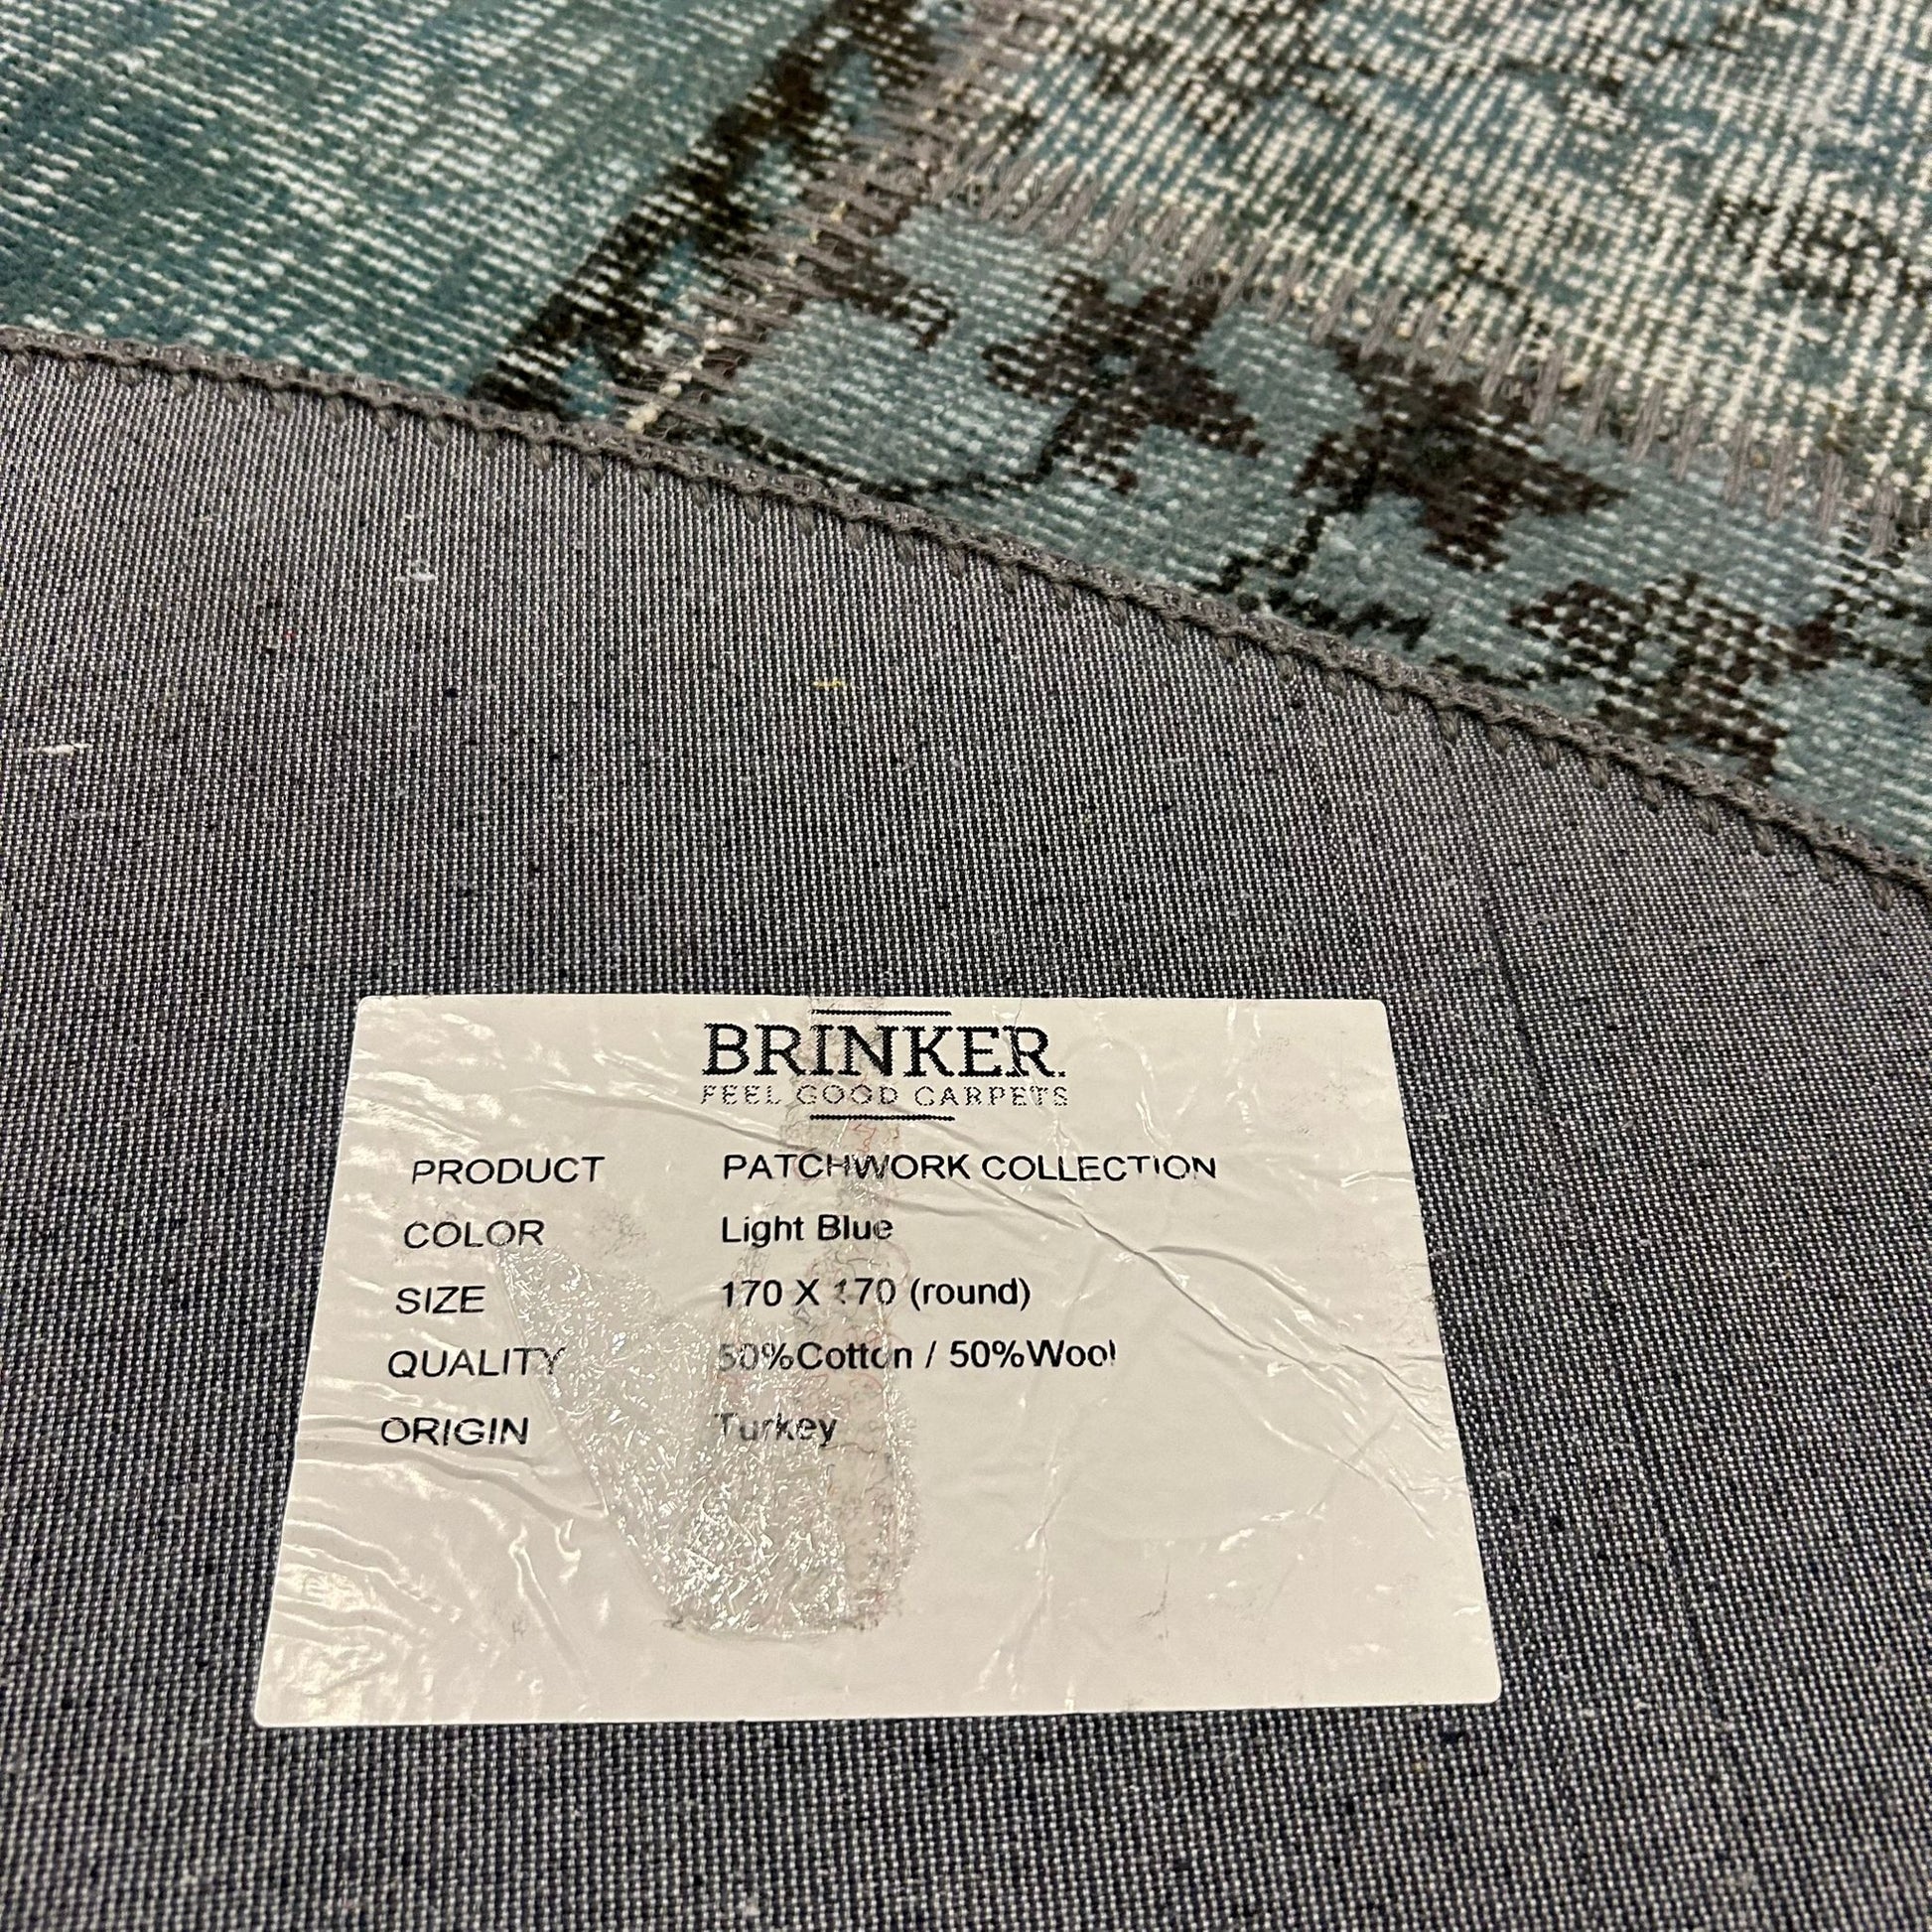 BRINKER.
FEEL GOOD CARPETS
PRODUCT PATCHWORK COLLECTION
COLOR Light Blue
SIZE 170 X 170 (round)
QUALITY 50%Cotton / 50%Wool
ORIGIN Turkey